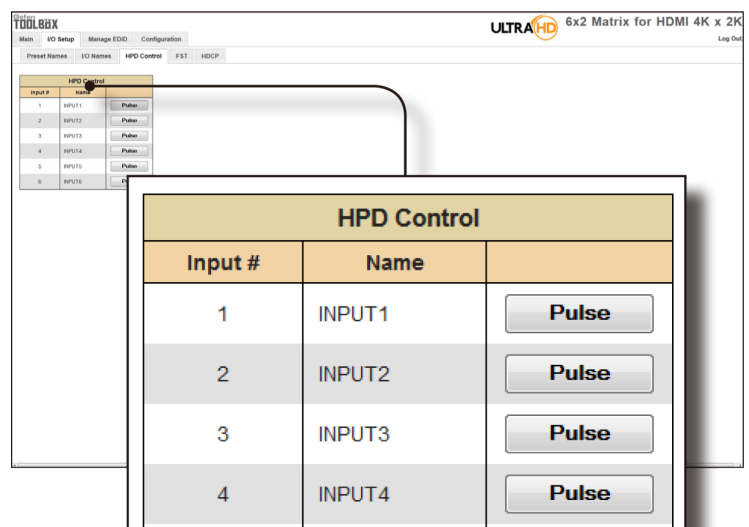 Gefen
TOOLBOX
ULTRA HD 6x2 Matrix for HDMI 4K x 2K
Main I/O Setup Manage EDID Configuration
Log Out
Preset Names I/O Names HPD Control FST HDCP
HPD Control
Input # Name
1 INPUT1 Pulse
2 INPUT2 Pulse
3 INPUT3 Pulse
4 INPUT4 Pulse
5 INPUT5 Pulse
6 INPUT6
HPD Control
Input # Name
1 INPUT1 Pulse
2 INPUT2 Pulse
3 INPUT3 Pulse
4 INPUT4 Pulse